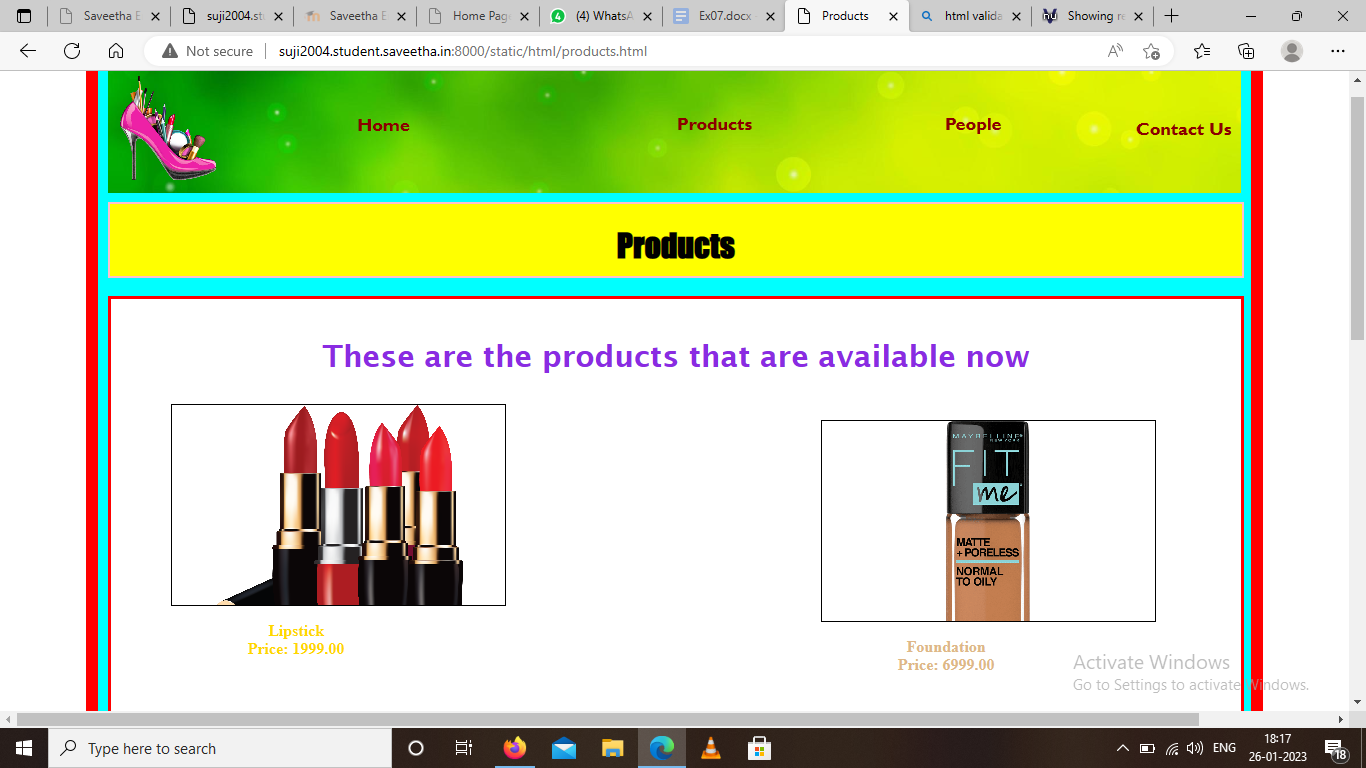 Saveetha E
suji2004.st
Saveetha E
Home Pag
(4) WhatsA
Ex07.docx
Products
html valida
Showing re
Not secure
suji2004.student.saveetha.in:8000/static/html/products.html
Home
Products
People
Contact Us
Products
These are the products that are available now
MAYBELLINE
NEW YORK
FIT
me
MATTE
+ PORELESS
NORMAL
TO OILY
Lipstick
Price: 1999.00
Foundation
Price: 6999.00
Activate Windows
Go to Settings to activate Windows.
Type here to search
ENG
18:17
26-01-2023
18